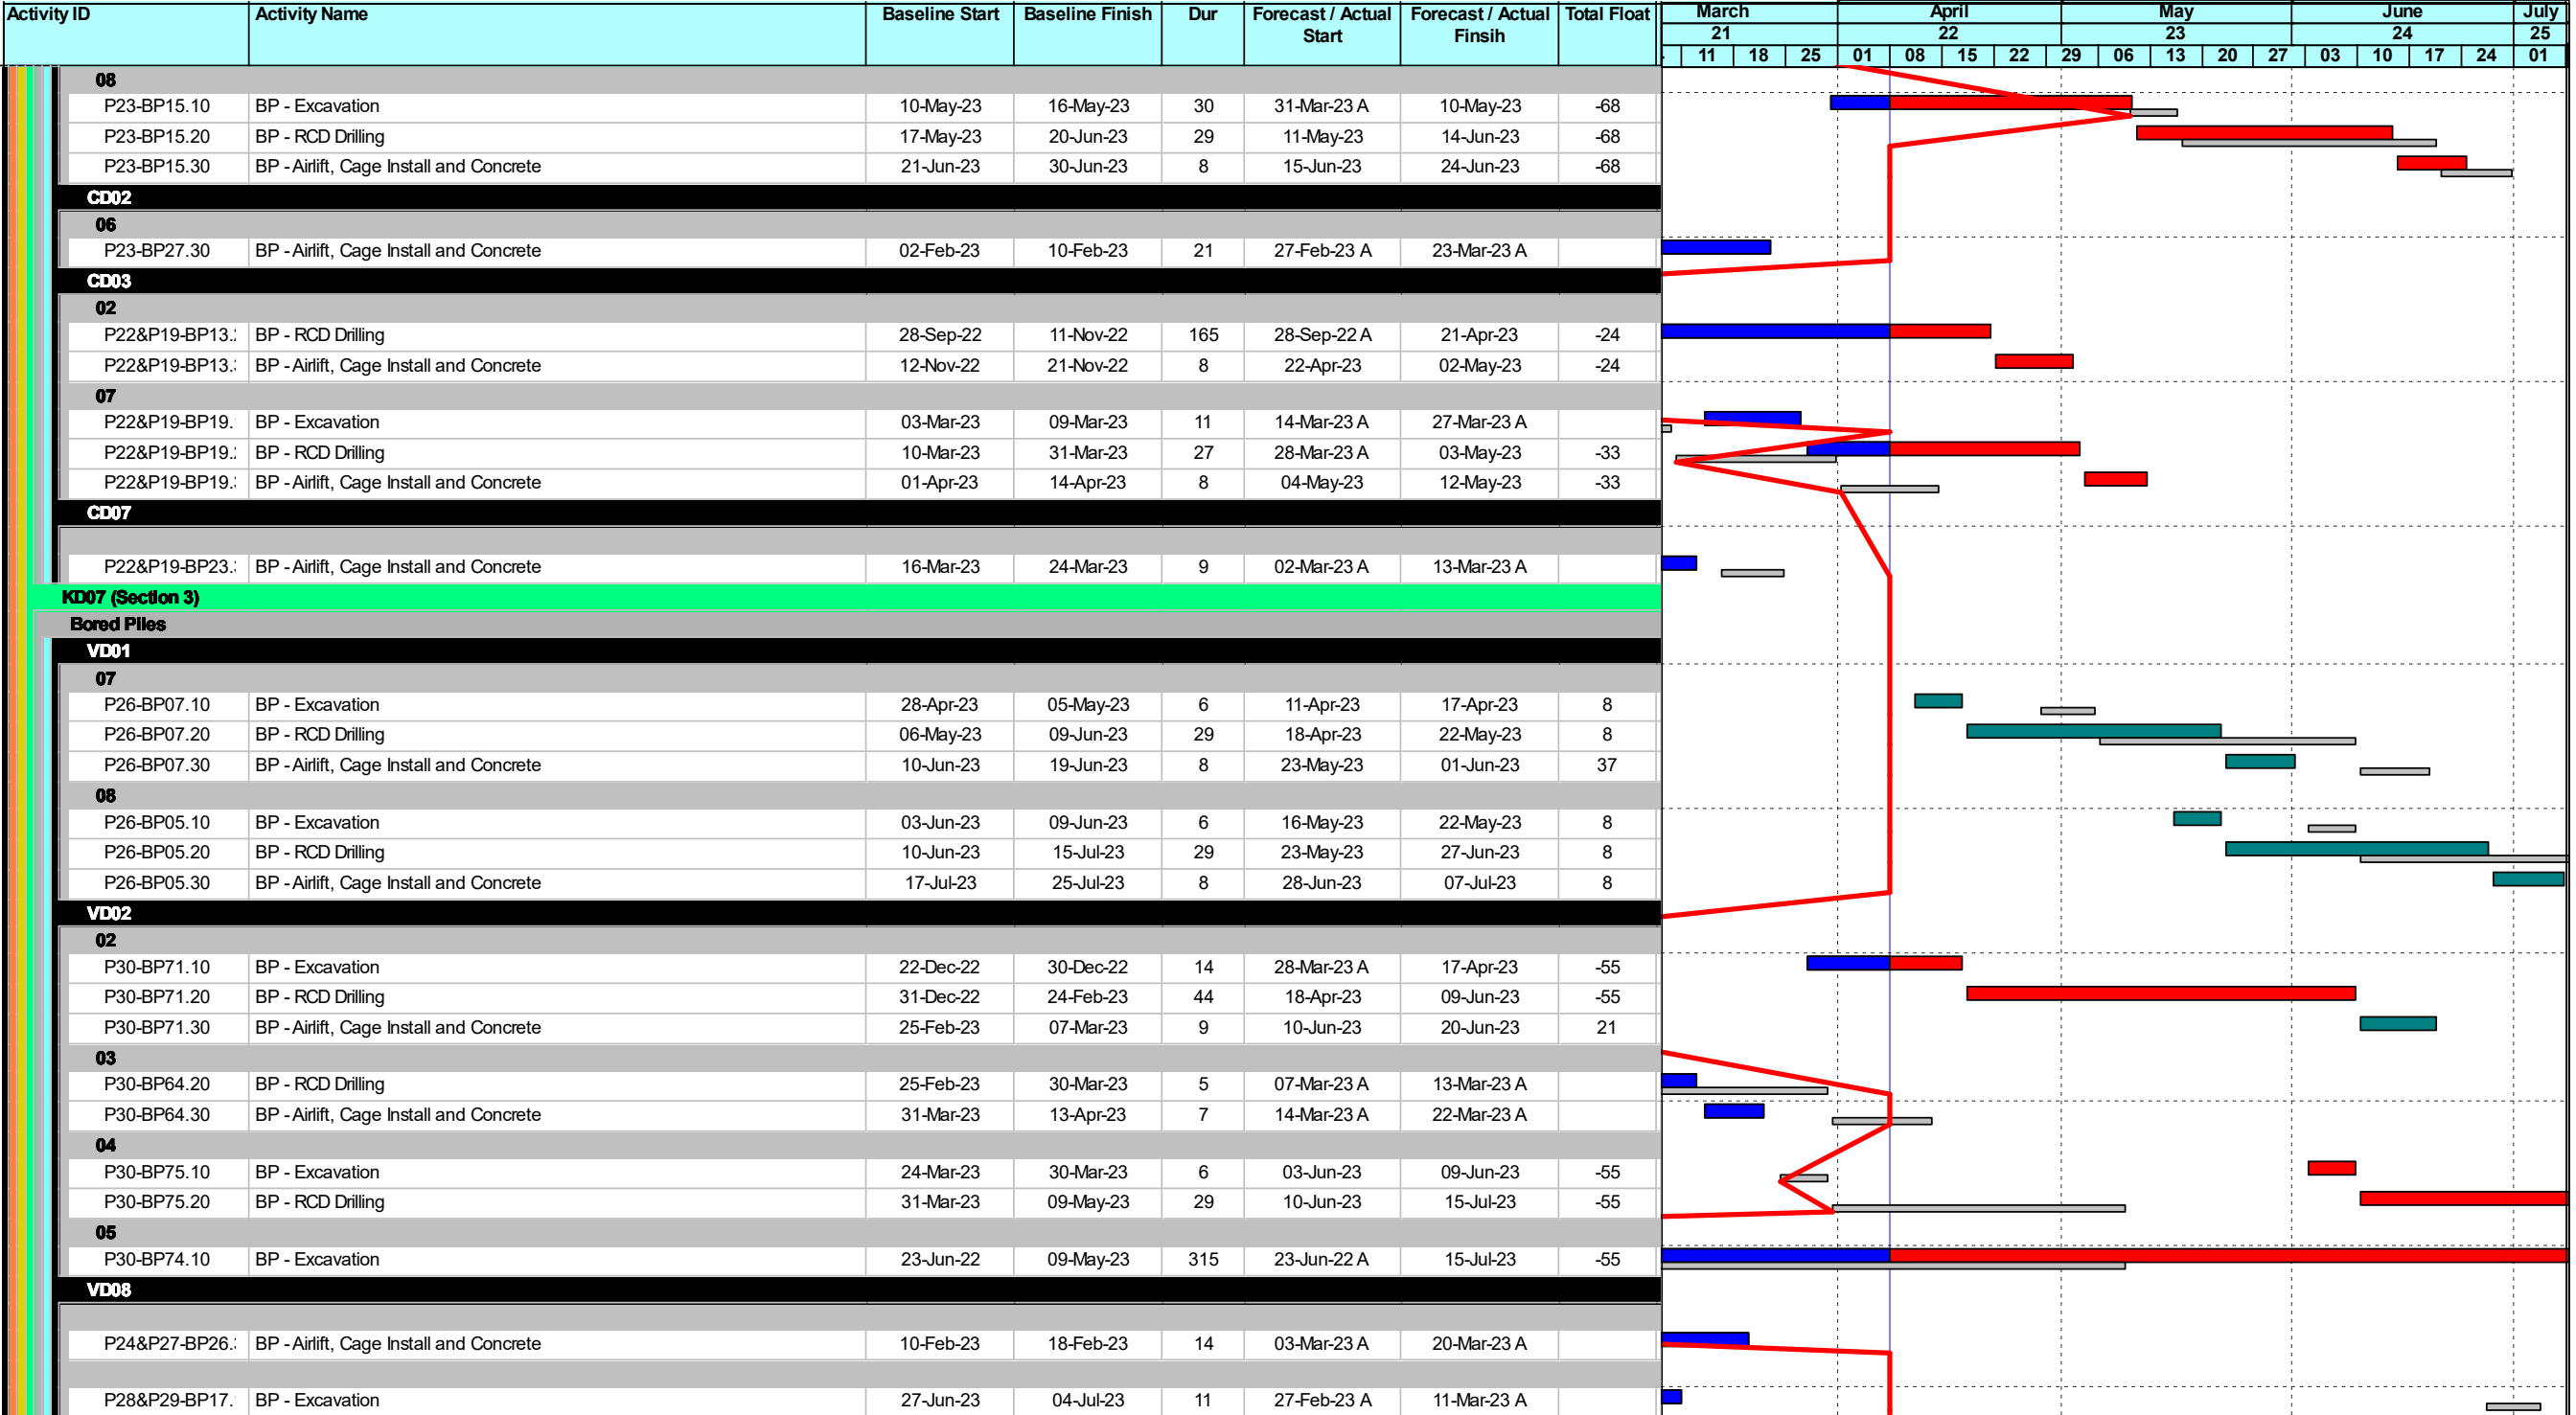 Activity ID Activity Name Baseline Start Baseline Finish Dur Forecast / Actual Start Forecast / Actual Finsih Total Float March April May June July
21 22 23 24 25
11 18 25 01 08 15 22 29 06 13 20 27 03 10 17 24 01
08
P23-BP15.10 BP - Excavation 10-May-23 16-May-23 30 31-Mar-23 A 10-May-23 -68
P23-BP15.20 BP - RCD Drilling 17-May-23 20-Jun-23 29 11-May-23 14-Jun-23 -68
P23-BP15.30 BP - Airlift, Cage Install and Concrete 21-Jun-23 30-Jun-23 8 15-Jun-23 24-Jun-23 -68
CD02
06
P23-BP27.30 BP - Airlift, Cage Install and Concrete 02-Feb-23 10-Feb-23 21 27-Feb-23 A 23-Mar-23 A
CD03
02
P22&P19-BP13. BP - RCD Drilling 28-Sep-22 11-Nov-22 165 28-Sep-22 A 21-Apr-23 -24
P22&P19-BP13. BP - Airlift, Cage Install and Concrete 12-Nov-22 21-Nov-22 8 22-Apr-23 02-May-23 -24
07
P22&P19-BP19. BP - Excavation 03-Mar-23 09-Mar-23 11 14-Mar-23 A 27-Mar-23 A
P22&P19-BP19. BP - RCD Drilling 10-Mar-23 31-Mar-23 27 28-Mar-23 A 03-May-23 -33
P22&P19-BP19. BP - Airlift, Cage Install and Concrete 01-Apr-23 14-Apr-23 8 04-May-23 12-May-23 -33
CD07
P22&P19-BP23. BP - Airlift, Cage Install and Concrete 16-Mar-23 24-Mar-23 9 02-Mar-23 A 13-Mar-23 A
KD07 (Section 3)
Bored Piles
VD01
07
P26-BP07.10 BP - Excavation 28-Apr-23 05-May-23 6 11-Apr-23 17-Apr-23 8
P26-BP07.20 BP - RCD Drilling 06-May-23 09-Jun-23 29 18-Apr-23 22-May-23 8
P26-BP07.30 BP - Airlift, Cage Install and Concrete 10-Jun-23 19-Jun-23 8 23-May-23 01-Jun-23 37
08
P26-BP05.10 BP - Excavation 03-Jun-23 09-Jun-23 6 16-May-23 22-May-23 8
P26-BP05.20 BP - RCD Drilling 10-Jun-23 15-Jul-23 29 23-May-23 27-Jun-23 8
P26-BP05.30 BP - Airlift, Cage Install and Concrete 17-Jul-23 25-Jul-23 8 28-Jun-23 07-Jul-23 8
VD02
02
P30-BP71.10 BP - Excavation 22-Dec-22 30-Dec-22 14 28-Mar-23 A 17-Apr-23 -55
P30-BP71.20 BP - RCD Drilling 31-Dec-22 24-Feb-23 44 18-Apr-23 09-Jun-23 -55
P30-BP71.30 BP - Airlift, Cage Install and Concrete 25-Feb-23 07-Mar-23 9 10-Jun-23 20-Jun-23 21
03
P30-BP64.20 BP - RCD Drilling 25-Feb-23 30-Mar-23 5 07-Mar-23 A 13-Mar-23 A
P30-BP64.30 BP - Airlift, Cage Install and Concrete 31-Mar-23 13-Apr-23 7 14-Mar-23 A 22-Mar-23 A
04
P30-BP75.10 BP - Excavation 24-Mar-23 30-Mar-23 6 03-Jun-23 09-Jun-23 -55
P30-BP75.20 BP - RCD Drilling 31-Mar-23 09-May-23 29 10-Jun-23 15-Jul-23 -55
05
P30-BP74.10 BP - Excavation 23-Jun-22 09-May-23 315 23-Jun-22 A 15-Jul-23 -55
VD08
P24&P27-BP26. BP - Airlift, Cage Install and Concrete 10-Feb-23 18-Feb-23 14 03-Mar-23 A 20-Mar-23 A
P28&P29-BP17. BP - Excavation 27-Jun-23 04-Jul-23 11 27-Feb-23 A 11-Mar-23 A